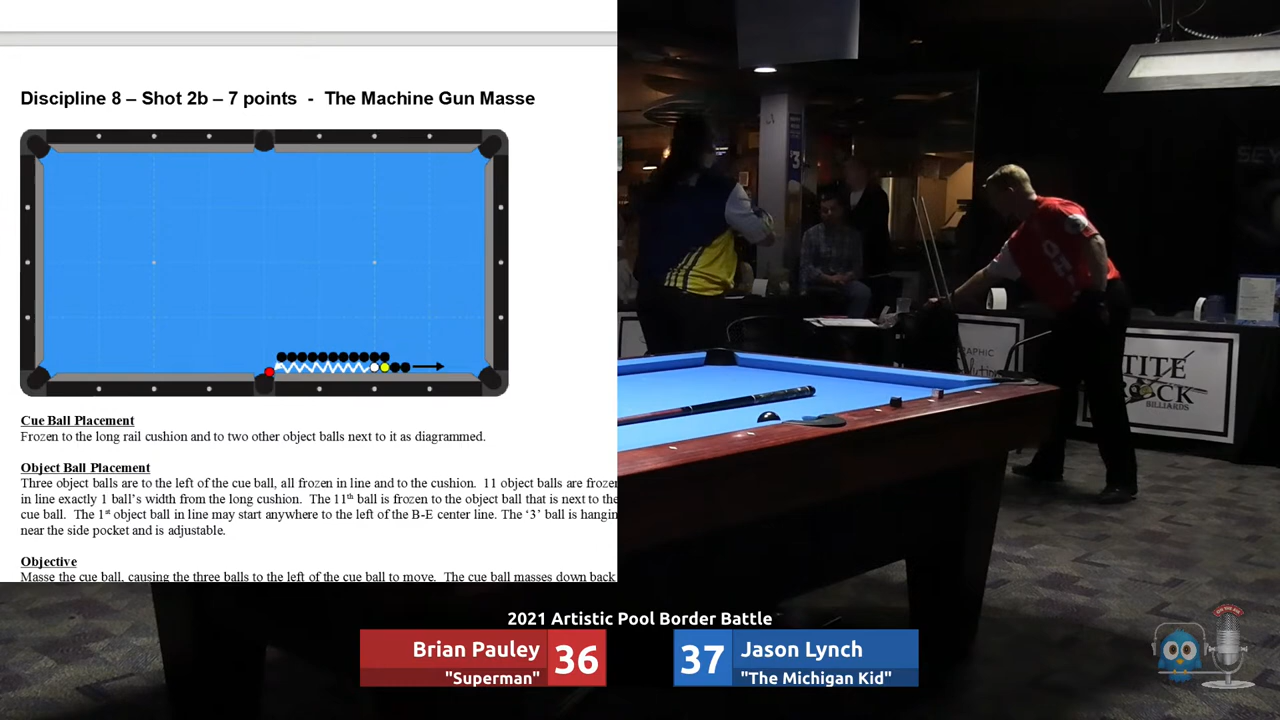 Discipline 8 – Shot 2b – 7 points - The Machine Gun Masse
Cue Ball Placement
Frozen to the long rail cushion and to two other object balls next to it as diagrammed.
Object Ball Placement
Three object balls are to the left of the cue ball, all frozen in line and to the cushion. 11 object balls are frozen
in line exactly 1 ball's width from the long cushion. The 11th ball is frozen to the object ball that is next to the
cue ball. The 1st object ball in line may start anywhere to the left of the B-E center line. The '3' ball is hangin
near the side pocket and is adjustable.
Objective
Masse the cue ball, causing the three balls to the left of the cue ball to move. The cue ball masses down back
GRAPHIC
TITE
BILLIARDS
2021 Artistic Pool Border Battle
Brian Pauley
"Superman"
36
37
Jason Lynch
"The Michigan Kid"
ON THE AIR